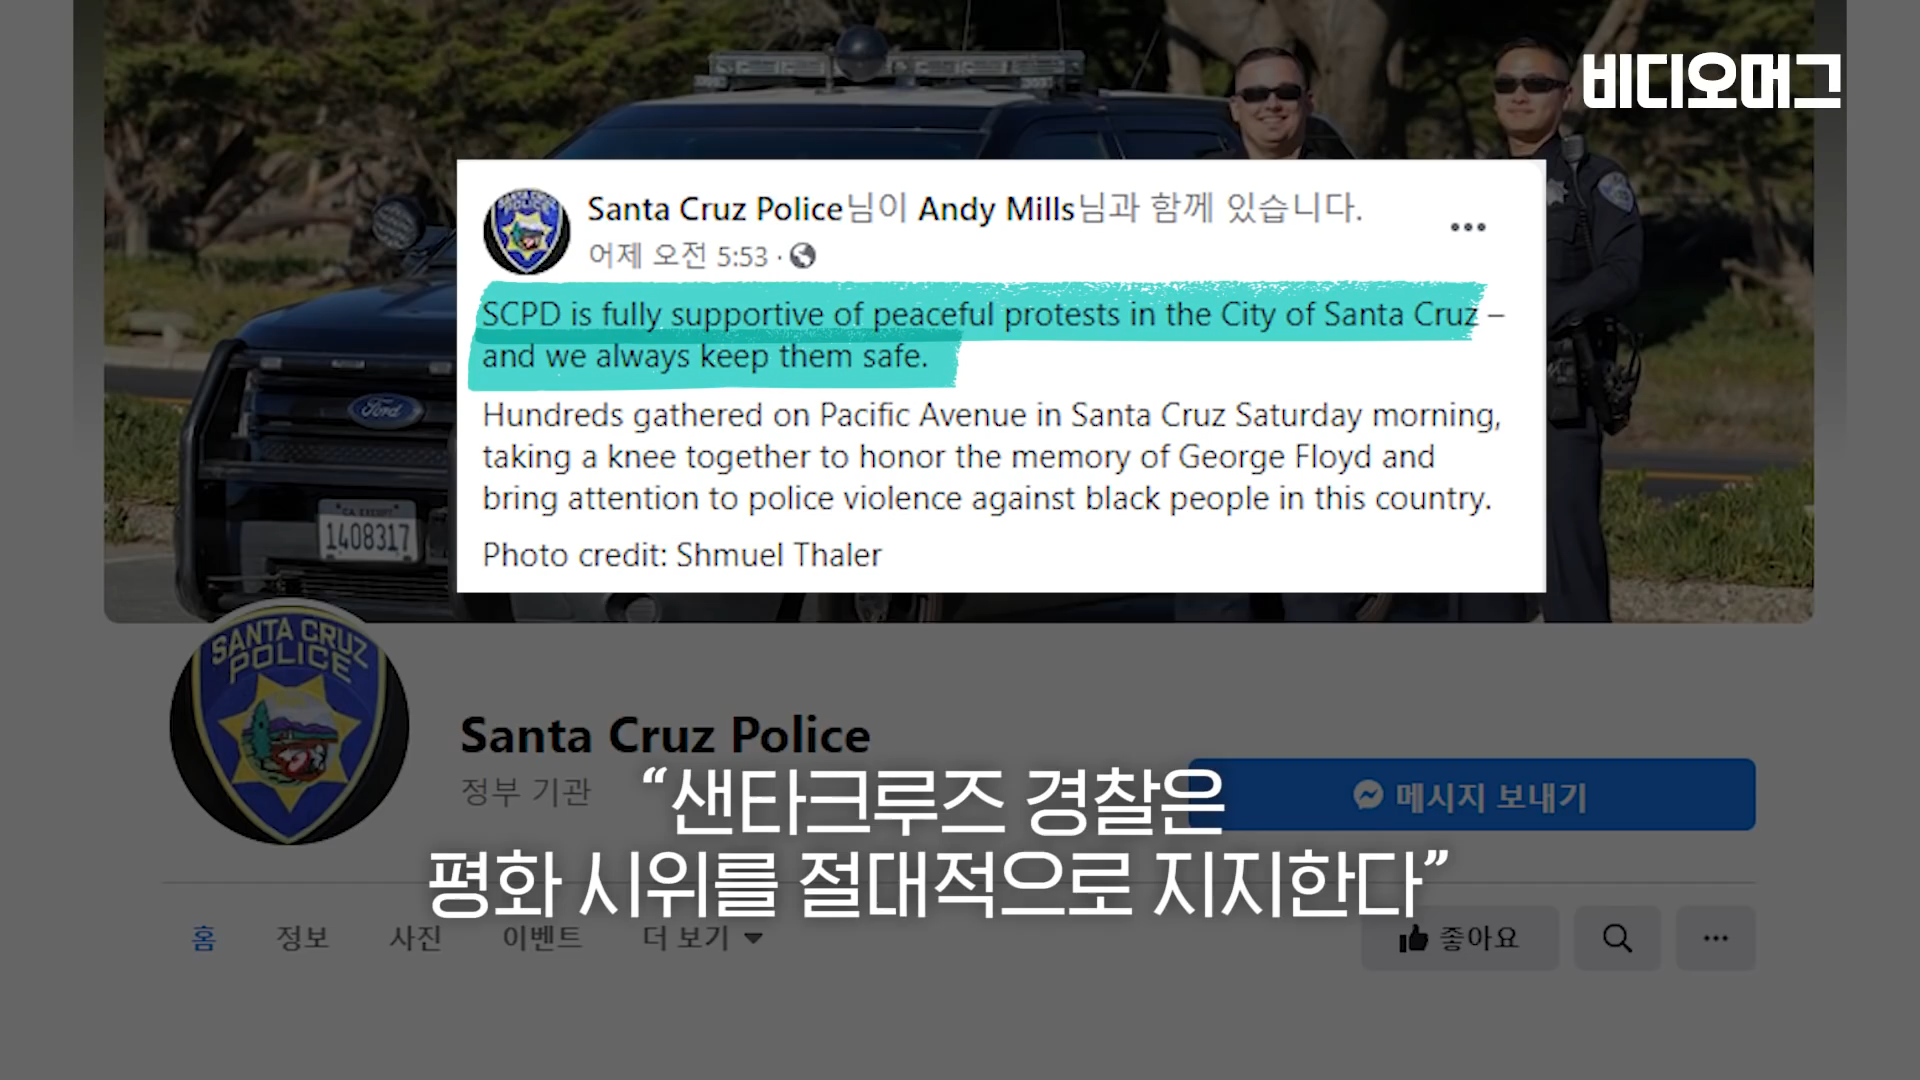 비디오머그
Santa Cruz Police님이 Andy Mills님과 함께 있습니다.
어제 오전 5:53 ·
SCPD is fully supportive of peaceful protests in the City of Santa Cruz –
and we always keep them safe.
Hundreds gathered on Pacific Avenue in Santa Cruz Saturday morning,
taking a knee together to honor the memory of George Floyd and
bring attention to police violence against black people in this country.
Photo credit: Shmuel Thaler
Ford
CA EXEMPT
1408317
SANTA CRUZ
POLICE
Santa Cruz Police
정부 기관
메시지 보내기
“샌타크루즈 경찰은
평화 시위를 절대적으로 지지한다”
홈 정보 사진 이벤트 더 보기
좋아요